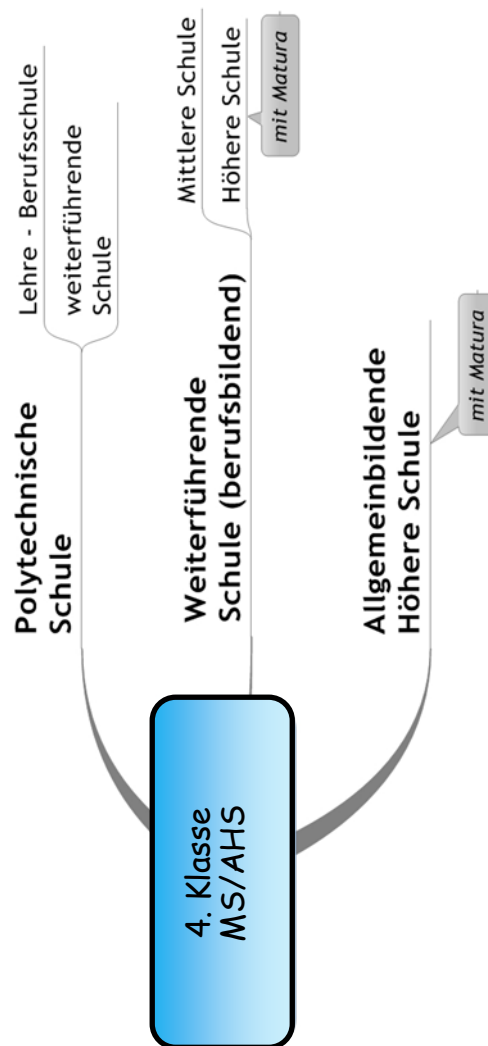 4. Klasse
MS/AHS
Polytechnische
Schule
Lehre - Berufsschule
weiterführende
Schule
Weiterführende
Schule (berufsbildend)
Mittlere Schule
Höhere Schule
mit Matura
Allgemeinbildende
Höhere Schule
mit Matura